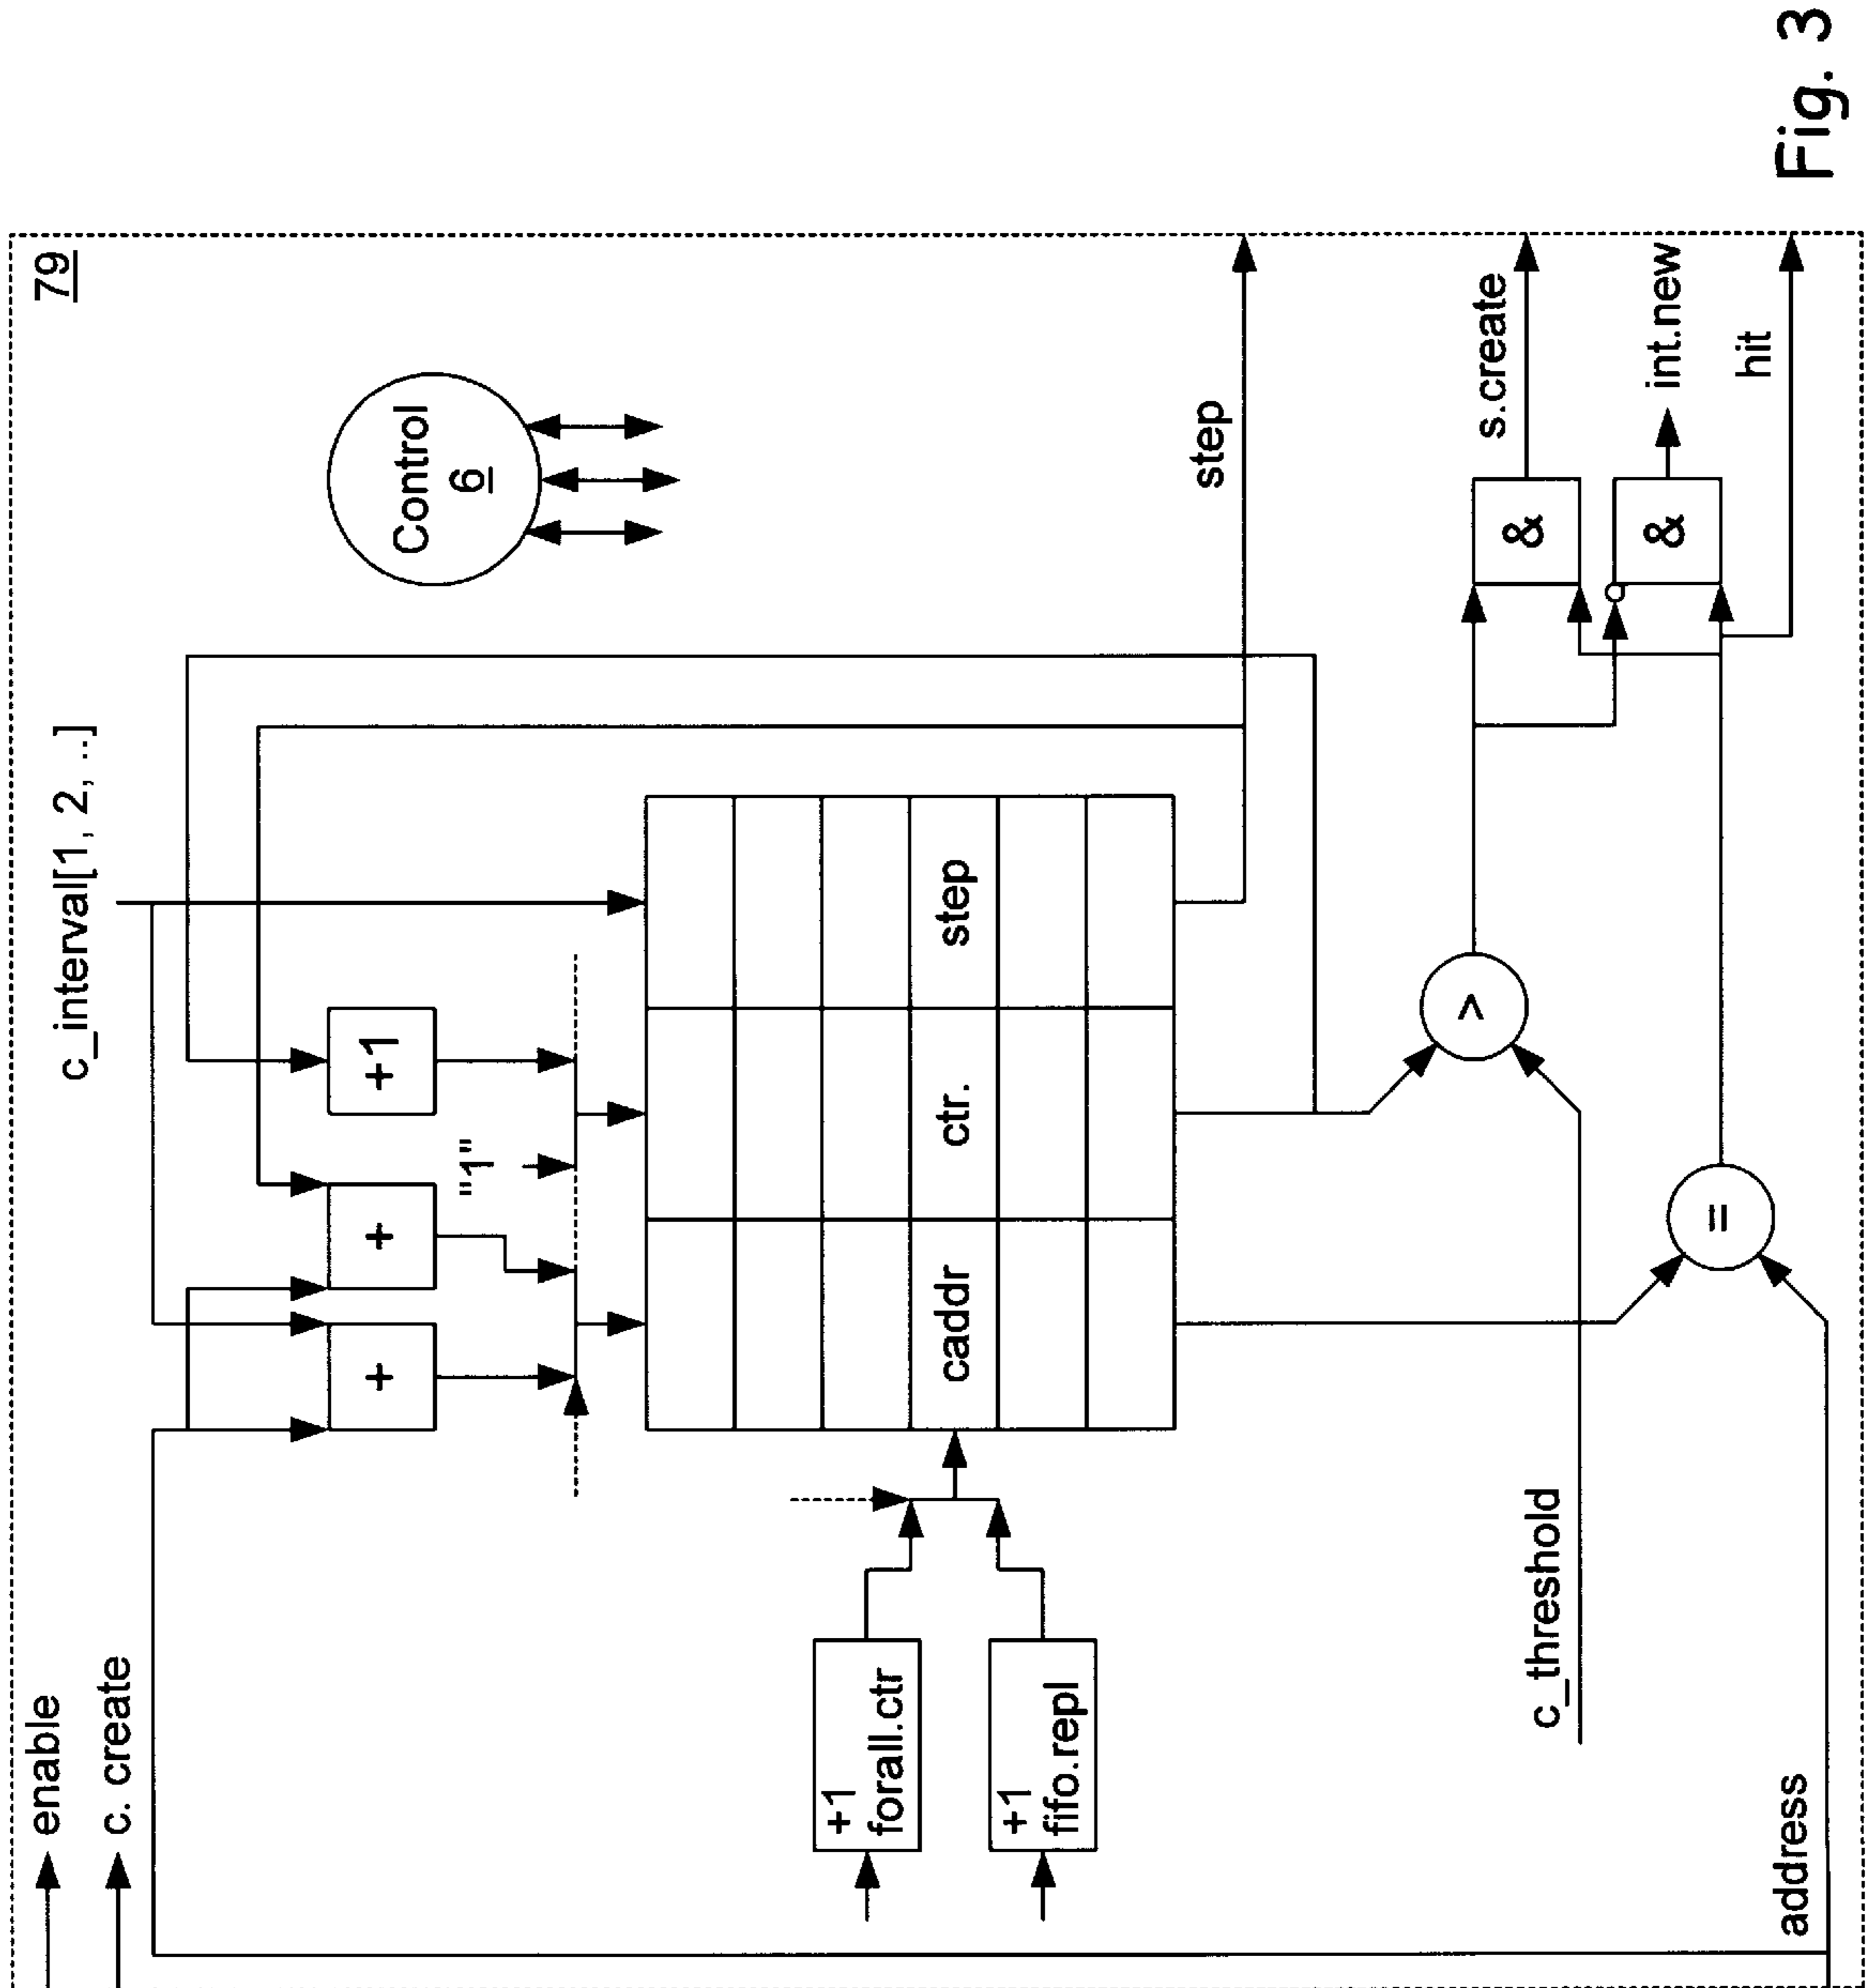 enable
79
c_interval[1, 2, ..]
c. create
+
+
+1
Control
6
"1"
+1
forall.ctr
caddr
ctr.
step
+1
fifo.repl
step
>
s.create
c_threshold
&
&
int.new
=
hit
address
Fig. 3